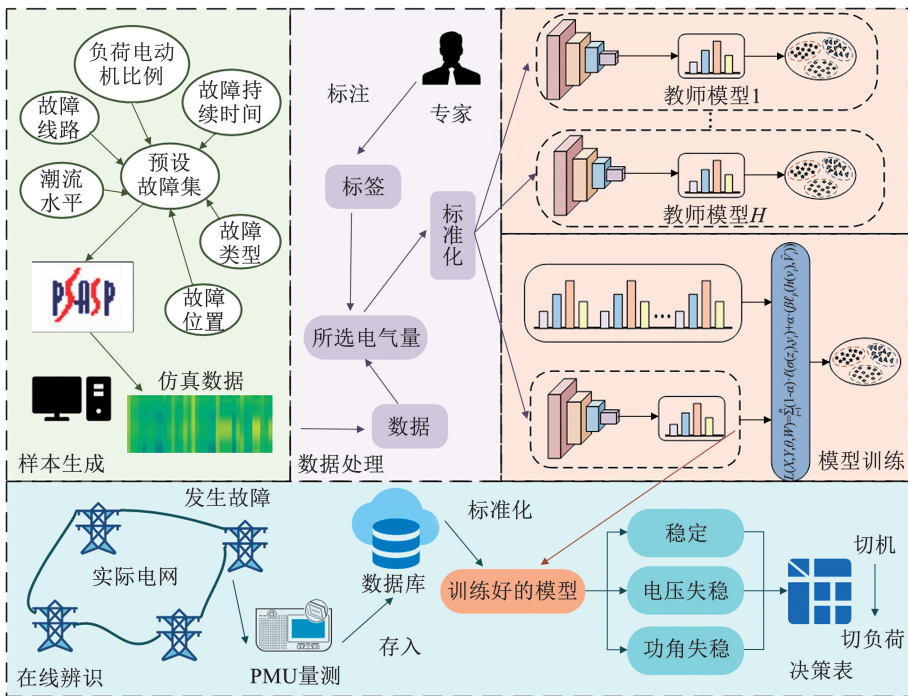 负荷电动
机比例
故障
线路
故障持
续时间
预设
故障集
潮流
水平
故障
类型
故障
位置
PSASP
仿真数据
样本生成
标注
专家
标签
标准化
所选电气量
数据
数据处理
教师模型1
教师模型H
L(X,Y,θ,W)=∑(1-α)·ℓ(σ(z_i),y_i)+α·(βℓ
模型训练
发生故障
实际电网
在线辨识
PMU量测
存入
数据库
标准化
训练好的模型
稳定
电压失稳
功角失稳
切机
切负荷
决策表